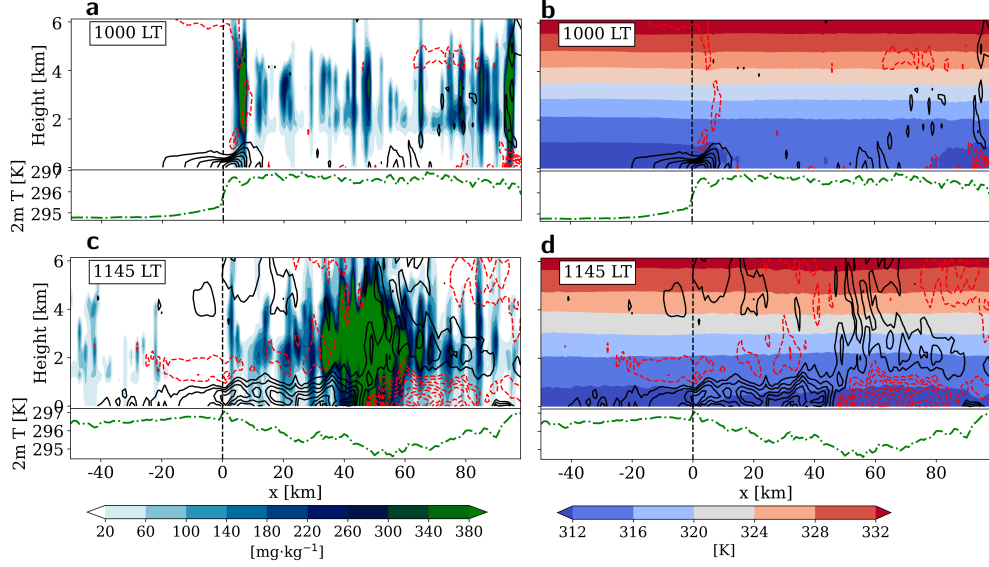 a
b
1000 LT
1000 LT
6
4
2
0
Height [km]
297
296
295
2m T [K]
c
d
1145 LT
1145 LT
6
4
2
0
Height [km]
297
296
295
2m T [K]
-40 -20 0 20 40 60 80
-40 -20 0 20 40 60 80
x [km]
x [km]
20 60 100 140 180 220 260 300 340 380
312 316 320 324 328 332
[mg·kg⁻¹]
[K]